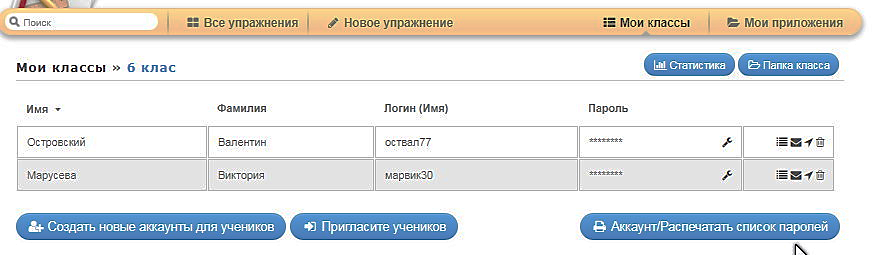 Поиск Все упражнения Новое упражнение Мои классы Мои приложения
Мои классы » 6 клас Статистика Папка класса
Имя Фамилия Логин (Имя) Пароль
Островский Валентин оствал77 ********
Марусева Виктория марвик30 ********
Создать новые аккаунты для учеников Пригласите учеников Аккаунт/Распечатать список паролей